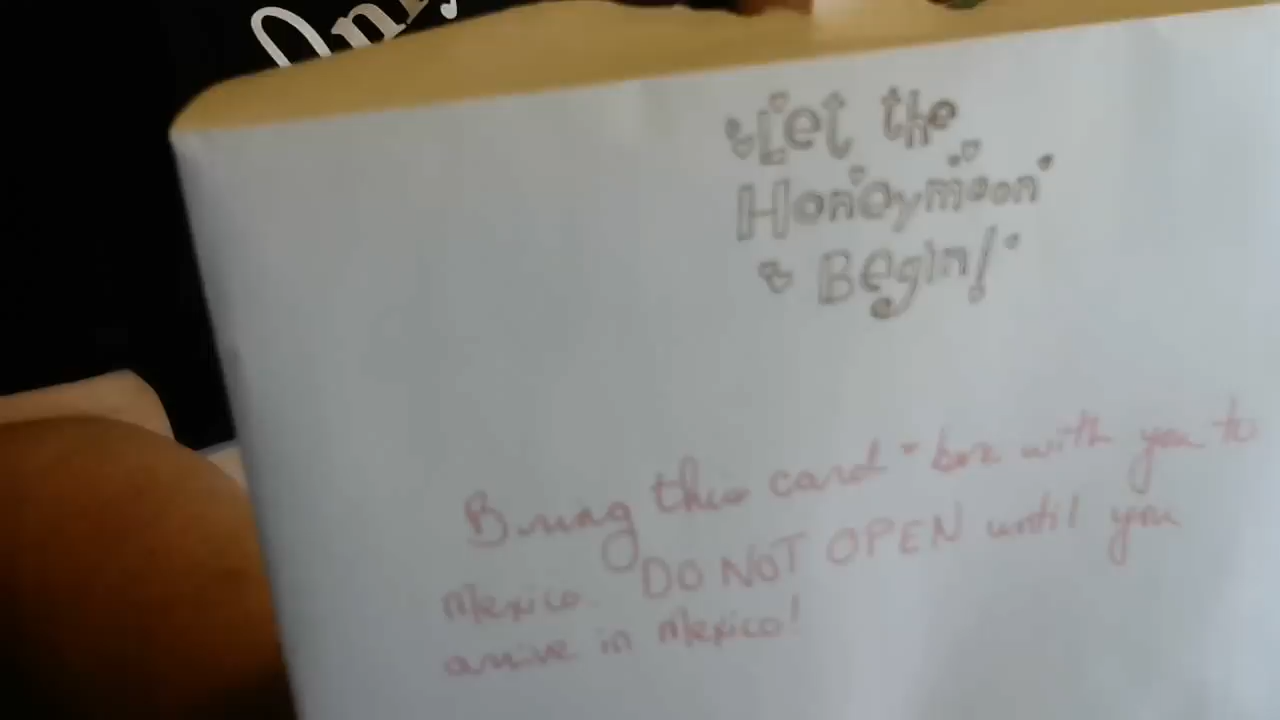 Let the
Honeymoon
Begin!
Bring this card + box with you to
Mexico. DO NOT OPEN until you
arrive in Mexico!